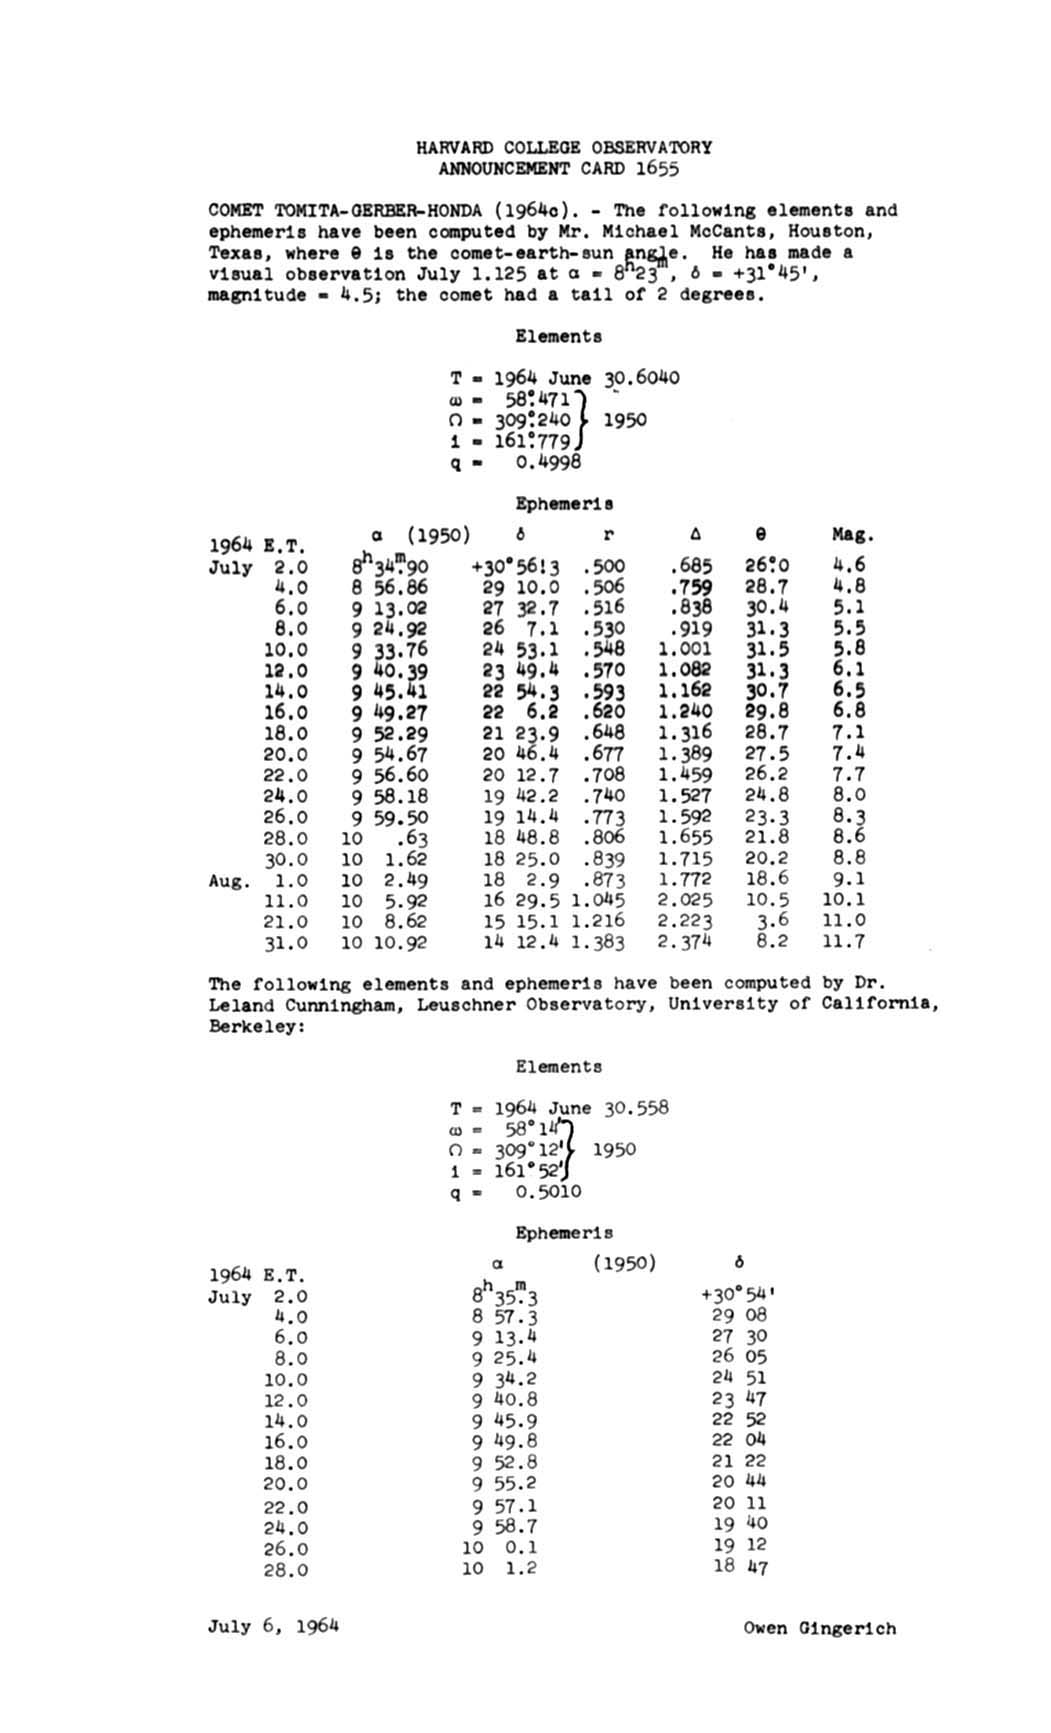 HARVARD COLLEGE OBSERVATORY
ANNOUNCEMENT CARD 1655
COMET TOMITA-GERBER-HONDA (1964c). - The following elements and
ephemeris have been computed by Mr. Michael McCants, Houston,
Texas, where θ is the comet-earth-sun angle. He has made a
visual observation July 1.125 at α = 8ʰ23ᵐ, δ = +31°45',
magnitude = 4.5; the comet had a tail of 2 degrees.
Elements
T = 1964 June 30.6040
ω = 58°.471
Ω = 309°.240 } 1950
i = 161°.779
q = 0.4998
Ephemeris
1964 E.T. α (1950) δ r Δ θ Mag.
July 2.0 8ʰ34ᵐ.90 +30°56'.3 .500 .685 26°.0 4.6
4.0 8 56.86 29 10.0 .506 .759 28.7 4.8
6.0 9 13.02 27 32.7 .516 .838 30.4 5.1
8.0 9 24.92 26 7.1 .530 .919 31.3 5.5
10.0 9 33.76 24 53.1 .548 1.001 31.5 5.8
12.0 9 40.39 23 49.4 .570 1.082 31.3 6.1
14.0 9 45.41 22 54.3 .593 1.162 30.7 6.5
16.0 9 49.27 22 6.2 .620 1.240 29.8 6.8
18.0 9 52.29 21 23.9 .648 1.316 28.7 7.1
20.0 9 54.67 20 46.4 .677 1.389 27.5 7.4
22.0 9 56.60 20 12.7 .708 1.459 26.2 7.7
24.0 9 58.18 19 42.2 .740 1.527 24.8 8.0
26.0 9 59.50 19 14.4 .773 1.592 23.3 8.3
28.0 10 .63 18 48.8 .806 1.655 21.8 8.6
30.0 10 1.62 18 25.0 .839 1.715 20.2 8.8
Aug. 1.0 10 2.49 18 2.9 .873 1.772 18.6 9.1
11.0 10 5.92 16 29.5 1.045 2.025 10.5 10.1
21.0 10 8.62 15 15.1 1.216 2.223 3.6 11.0
31.0 10 10.92 14 12.4 1.383 2.374 8.2 11.7
The following elements and ephemeris have been computed by Dr.
Leland Cunningham, Leuschner Observatory, University of California,
Berkeley:
Elements
T = 1964 June 30.558
ω = 58°14'
Ω = 309°12' } 1950
i = 161°52'
q = 0.5010
Ephemeris
1964 E.T. α (1950) δ
July 2.0 8ʰ35ᵐ.3 +30°54'
4.0 8 57.3 29 08
6.0 9 13.4 27 30
8.0 9 25.4 26 05
10.0 9 34.2 24 51
12.0 9 40.8 23 47
14.0 9 45.9 22 52
16.0 9 49.8 22 04
18.0 9 52.8 21 22
20.0 9 55.2 20 44
22.0 9 57.1 20 11
24.0 9 58.7 19 40
26.0 10 0.1 19 12
28.0 10 1.2 18 47
July 6, 1964 Owen Gingerich